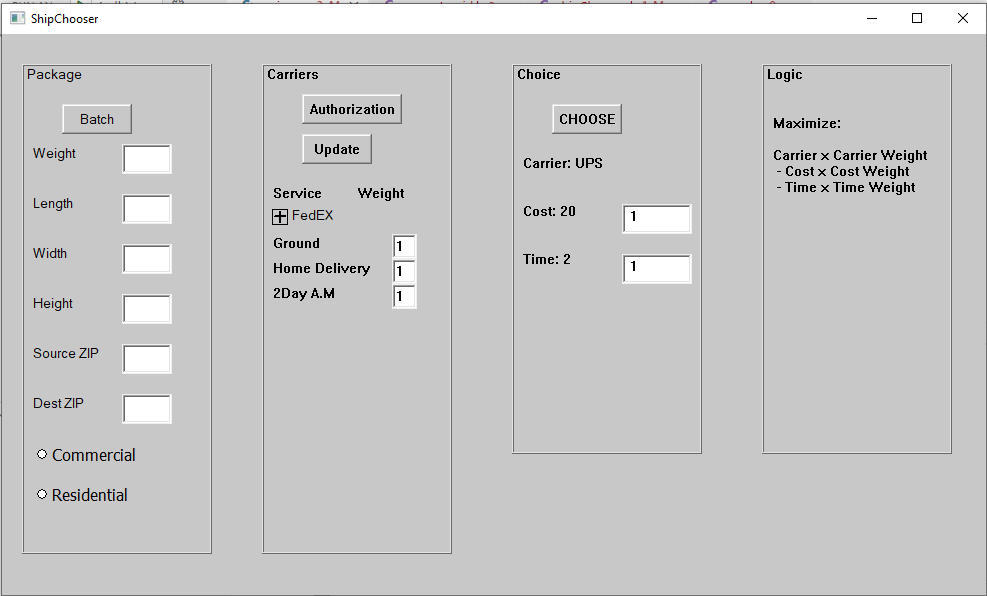 ShipChooser
Package
Batch
Weight
Length
Width
Height
Source ZIP
Dest ZIP
Commercial
Residential
Carriers
Authorization
Update
Service Weight
FedEX
Ground 1
Home Delivery 1
2Day A.M 1
Choice
CHOOSE
Carrier: UPS
Cost: 20 1
Time: 2 1
Logic
Maximize:
Carrier x Carrier Weight
- Cost x Cost Weight
- Time x Time Weight